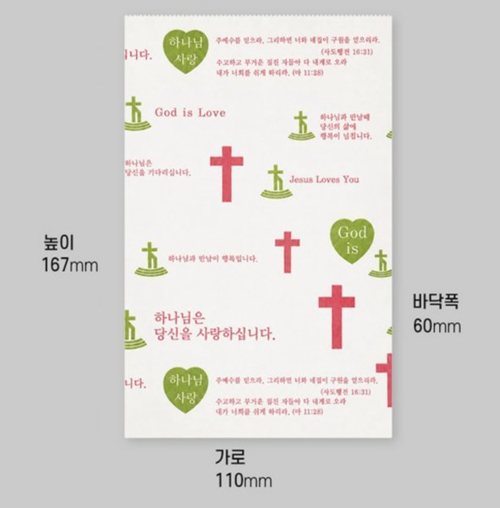 하나님
사랑
주예수를 믿으라, 그리하면 너와 네집이 구원을 얻으리라.
(사도행전 16:31)
니다.
수고하고 무거운 짐진 자들아 다 내게로 오라
내가 너희를 쉬게 하리라. (마 11:28)
God is Love
하나님과 만남에
당신의 삶에
행복이 넘칩니다.
하나님은
당신을 기다리십니다.
Jesus Loves You
God
is
하나님과 만남이 행복입니다.
높이
167mm
바닥폭
60mm
하나님은
당신을 사랑하십니다.
하나님
사랑
주예수를 믿으라, 그리하면 너와 네집이 구원을 얻으리라.
(사도행전 16:31)
니다.
수고하고 무거운 짐진 자들아 다 내게로 오라
내가 너희를 쉬게 하리라. (마 11:28)
가로
110mm